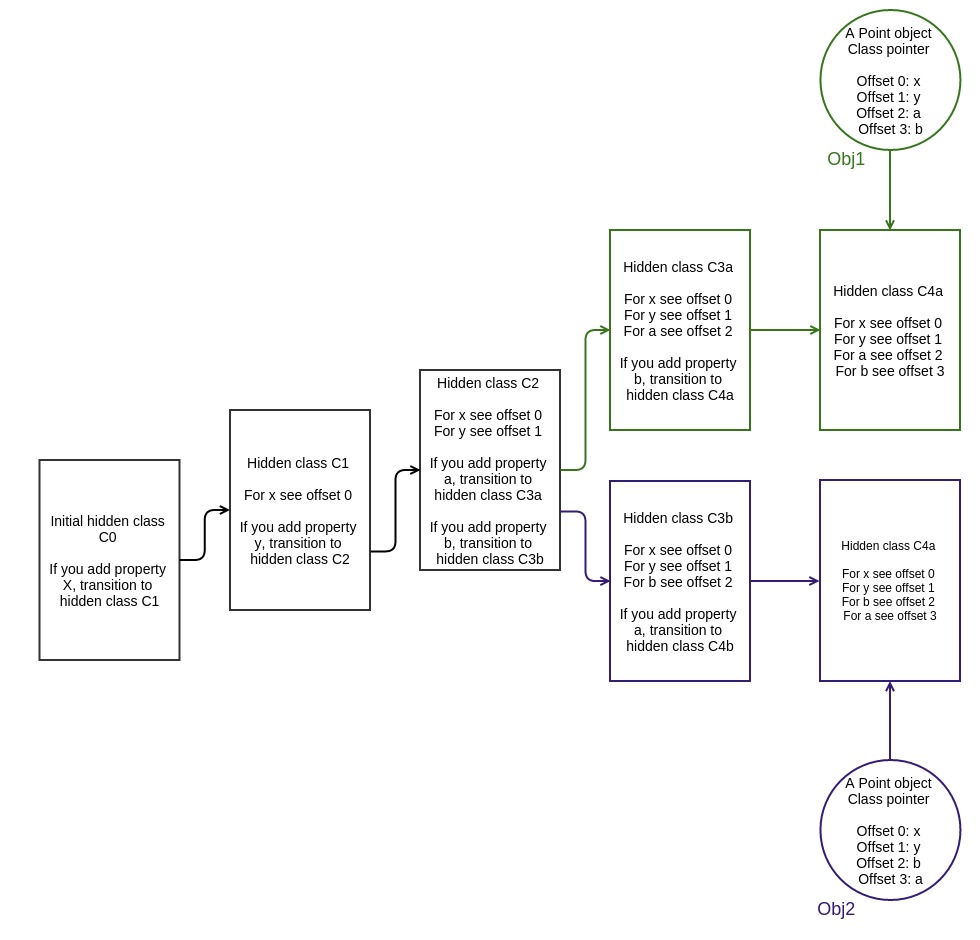 A Point object
Class pointer
Offset 0: x
Offset 1: y
Offset 2: a
Offset 3: b
Obj1
Initial hidden class
C0
If you add property
X, transition to
hidden class C1
Hidden class C1
For x see offset 0
If you add property
y, transition to
hidden class C2
Hidden class C2
For x see offset 0
For y see offset 1
If you add property
a, transition to
hidden class C3a
If you add property
b, transition to
hidden class C3b
Hidden class C3a
For x see offset 0
For y see offset 1
For a see offset 2
If you add property
b, transition to
hidden class C4a
Hidden class C4a
For x see offset 0
For y see offset 1
For a see offset 2
For b see offset 3
Hidden class C3b
For x see offset 0
For y see offset 1
For b see offset 2
If you add property
a, transition to
hidden class C4b
Hidden class C4a
For x see offset 0
For y see offset 1
For b see offset 2
For a see offset 3
A Point object
Class pointer
Offset 0: x
Offset 1: y
Offset 2: b
Offset 3: a
Obj2